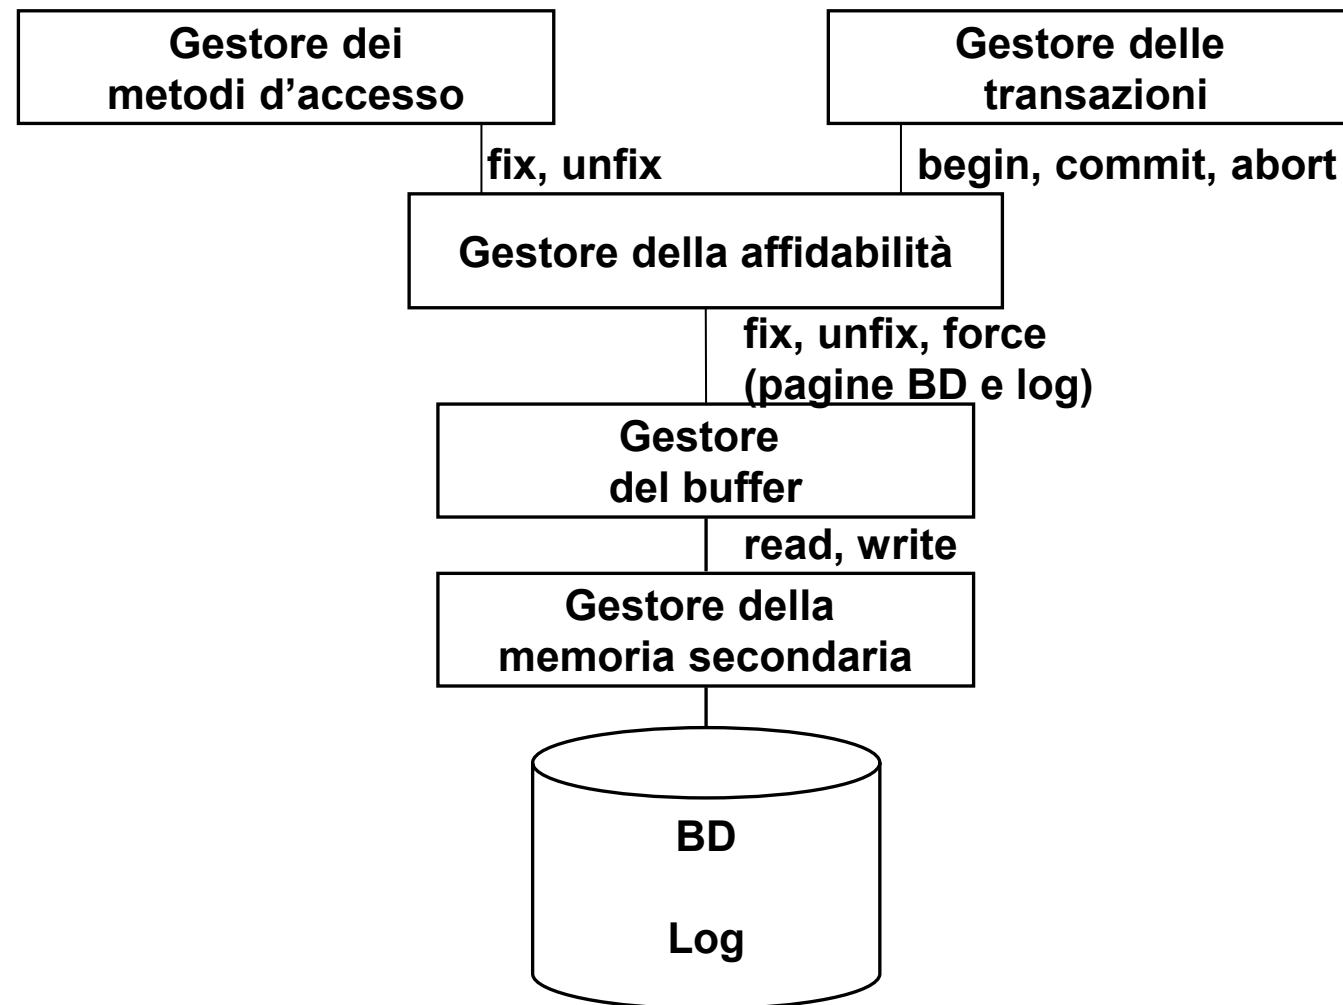 Gestore dei
metodi d’accesso
Gestore delle
transazioni
fix, unfix
begin, commit, abort
Gestore della affidabilità
fix, unfix, force
(pagine BD e log)
Gestore
del buffer
read, write
Gestore della
memoria secondaria
BD
Log